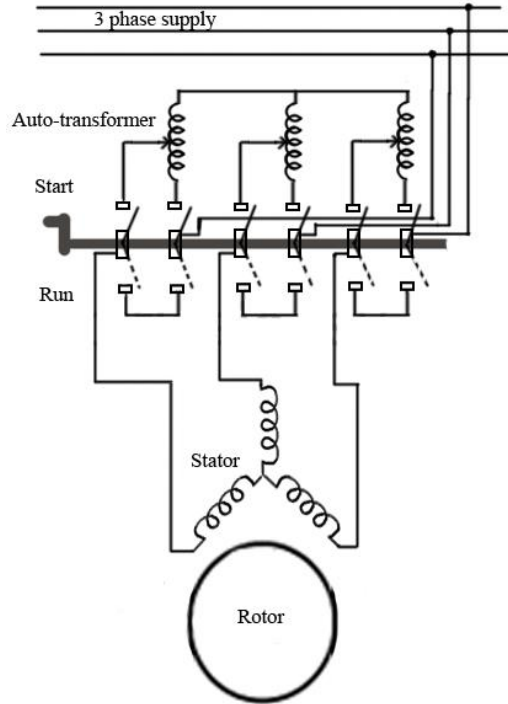 3 phase supply
Auto-transformer
Start
Run
Stator
Rotor